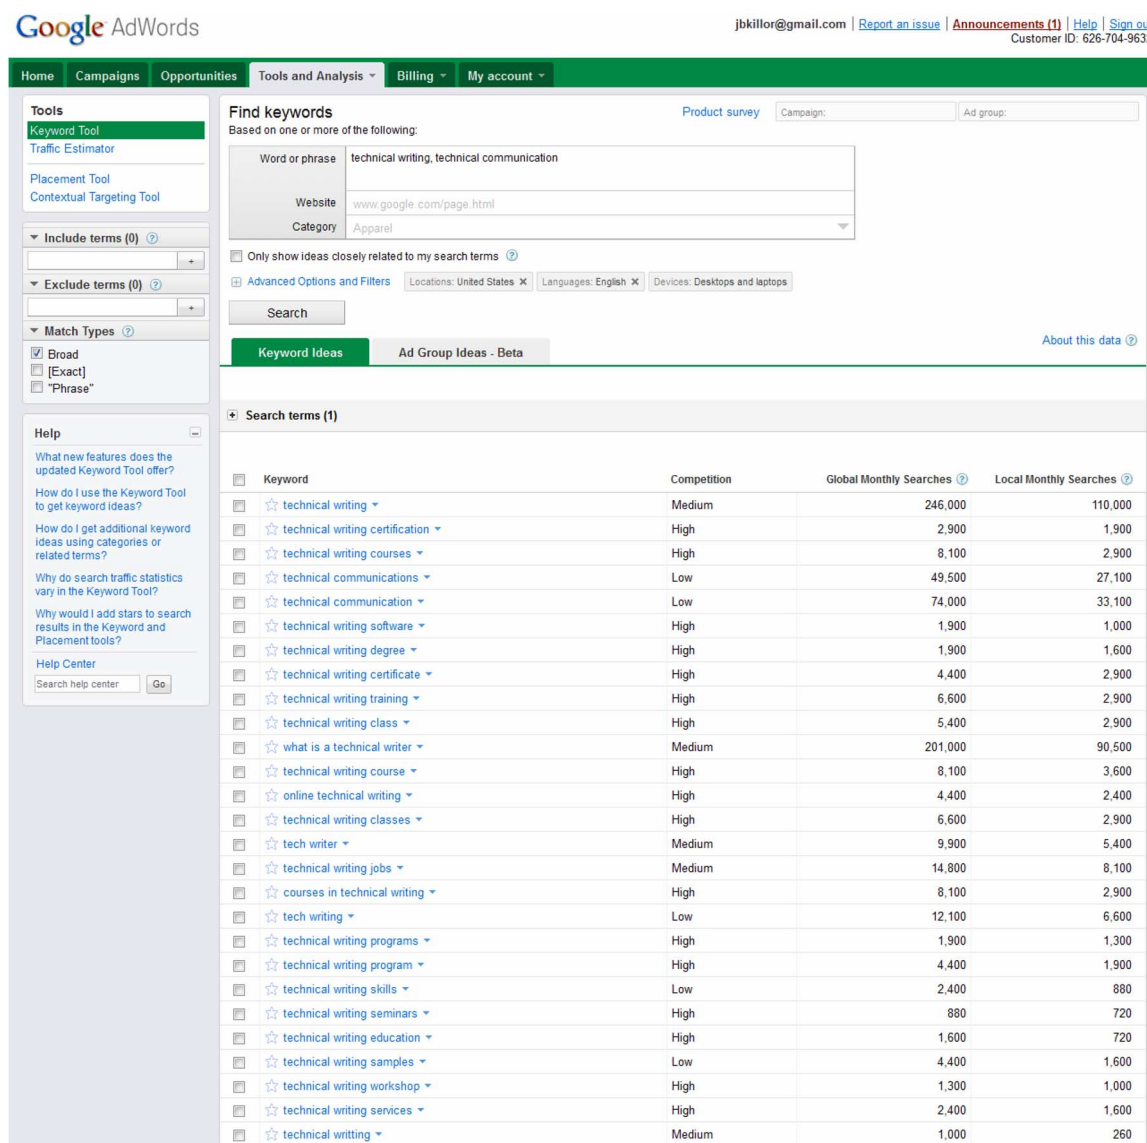 Google AdWords
jbkillor@gmail.com | Report an issue | Announcements (1) | Help | Sign ou
Customer ID: 626-704-963
Home Campaigns Opportunities Tools and Analysis Billing My account
Tools
Keyword Tool
Traffic Estimator
Placement Tool
Contextual Targeting Tool
Include terms (0) ?
+
Exclude terms (0) ?
+
Match Types ?
Broad
[Exact]
"Phrase"
Help
What new features does the
updated Keyword Tool offer?
How do I use the Keyword Tool
to get keyword ideas?
How do I get additional keyword
ideas using categories or
related terms?
Why do search traffic statistics
vary in the Keyword Tool?
Why would I add stars to search
results in the Keyword and
Placement tools?
Help Center
Search help center Go
Find keywords
Based on one or more of the following:
Product survey Campaign: Ad group:
Word or phrase technical writing, technical communication
Website www.google.com/page.html
Category Apparel
Only show ideas closely related to my search terms ?
Advanced Options and Filters Locations: United States x Languages: English x Devices: Desktops and laptops
Search
About this data ?
Keyword Ideas Ad Group Ideas - Beta
Search terms (1)
Keyword Competition Global Monthly Searches ? Local Monthly Searches ?
technical writing Medium 246,000 110,000
technical writing certification High 2,900 1,900
technical writing courses High 8,100 2,900
technical communications Low 49,500 27,100
technical communication Low 74,000 33,100
technical writing software High 1,900 1,000
technical writing degree High 1,900 1,600
technical writing certificate High 4,400 2,900
technical writing training High 6,600 2,900
technical writing class High 5,400 2,900
what is a technical writer Medium 201,000 90,500
technical writing course High 8,100 3,600
online technical writing High 4,400 2,400
technical writing classes High 6,600 2,900
tech writer Medium 9,900 5,400
technical writing jobs Medium 14,800 8,100
courses in technical writing High 8,100 2,900
tech writing Low 12,100 6,600
technical writing programs High 1,900 1,300
technical writing program High 4,400 1,900
technical writing skills Low 2,400 880
technical writing seminars High 880 720
technical writing education High 1,600 720
technical writing samples Low 4,400 1,600
technical writing workshop High 1,300 1,000
technical writing services High 2,400 1,600
technical writting Medium 1,000 260